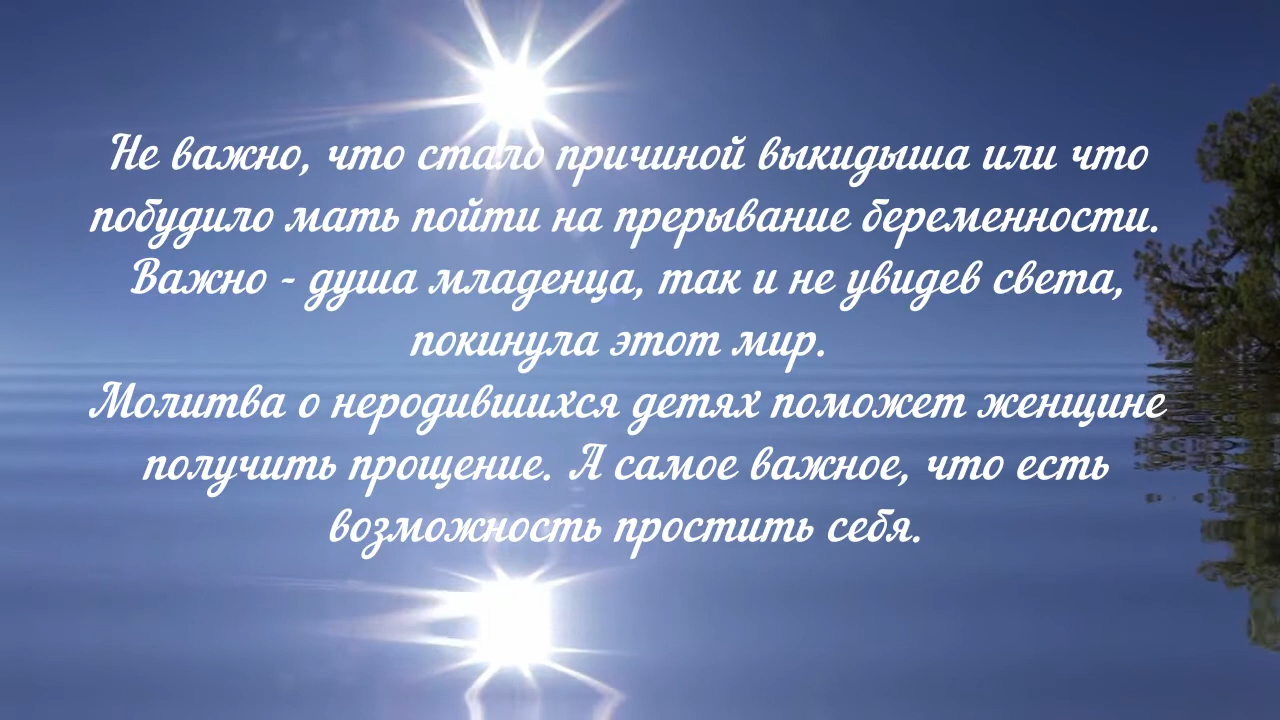 Не важно, что стало причиной выкидыша или что
побудило мать пойти на прерывание беременности.
Важно - душа младенца, так и не увидев света,
покинула этот мир.
Молитва о неродившихся детях поможет женщине
получить прощение. А самое важное, что есть
возможность простить себя.